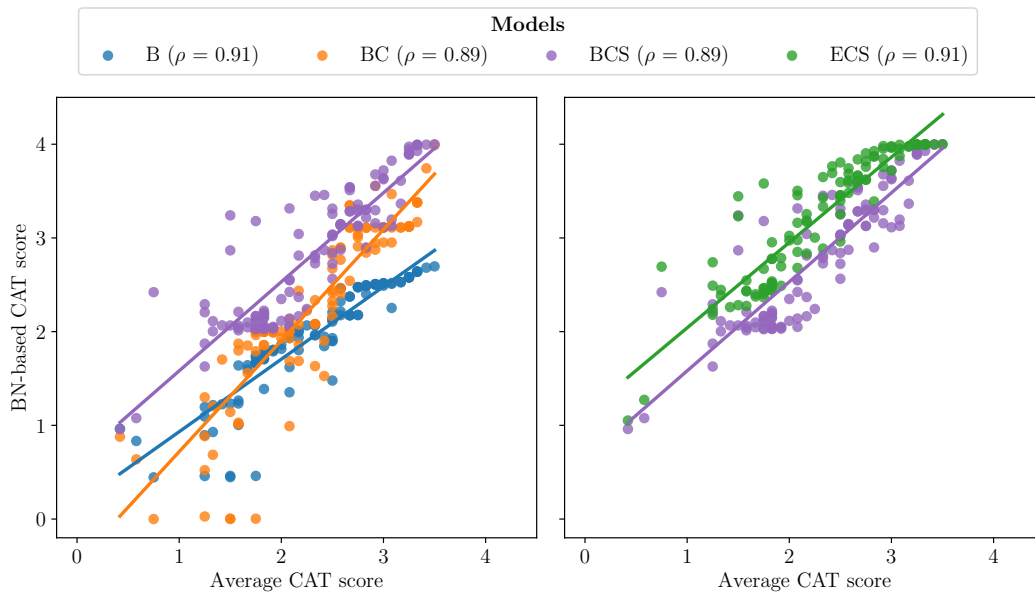 Models
B (ρ = 0.91) BC (ρ = 0.89) BCS (ρ = 0.89) ECS (ρ = 0.91)
BN-based CAT score
4
3
2
1
0
0 1 2 3 4
Average CAT score
0 1 2 3 4
Average CAT score